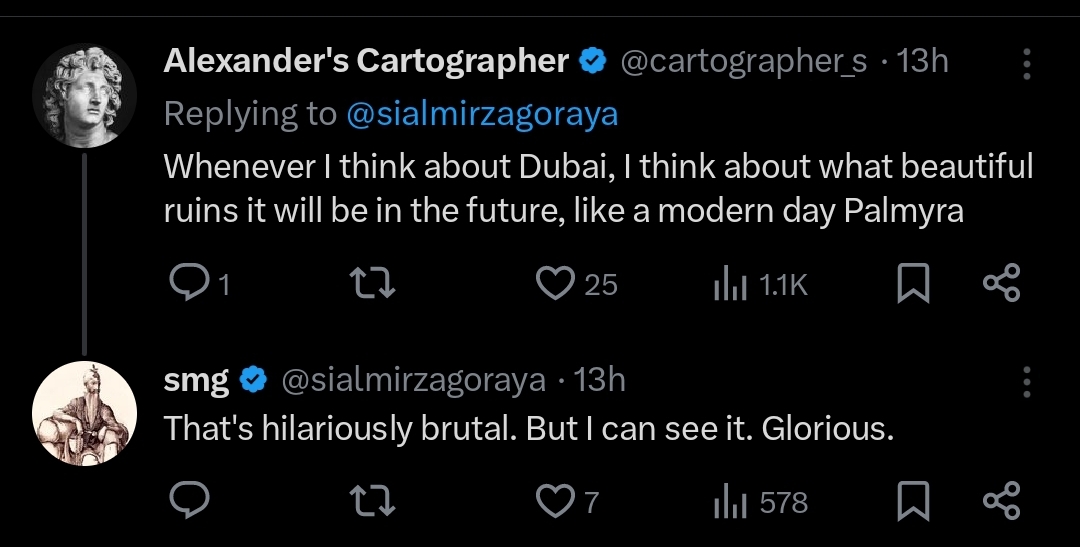 Alexander's Cartographer @cartographer_s · 13h
Replying to @sialmirzagoraya
Whenever I think about Dubai, I think about what beautiful
ruins it will be in the future, like a modern day Palmyra
1 25 1.1K
smg @sialmirzagoraya · 13h
That's hilariously brutal. But I can see it. Glorious.
7 578